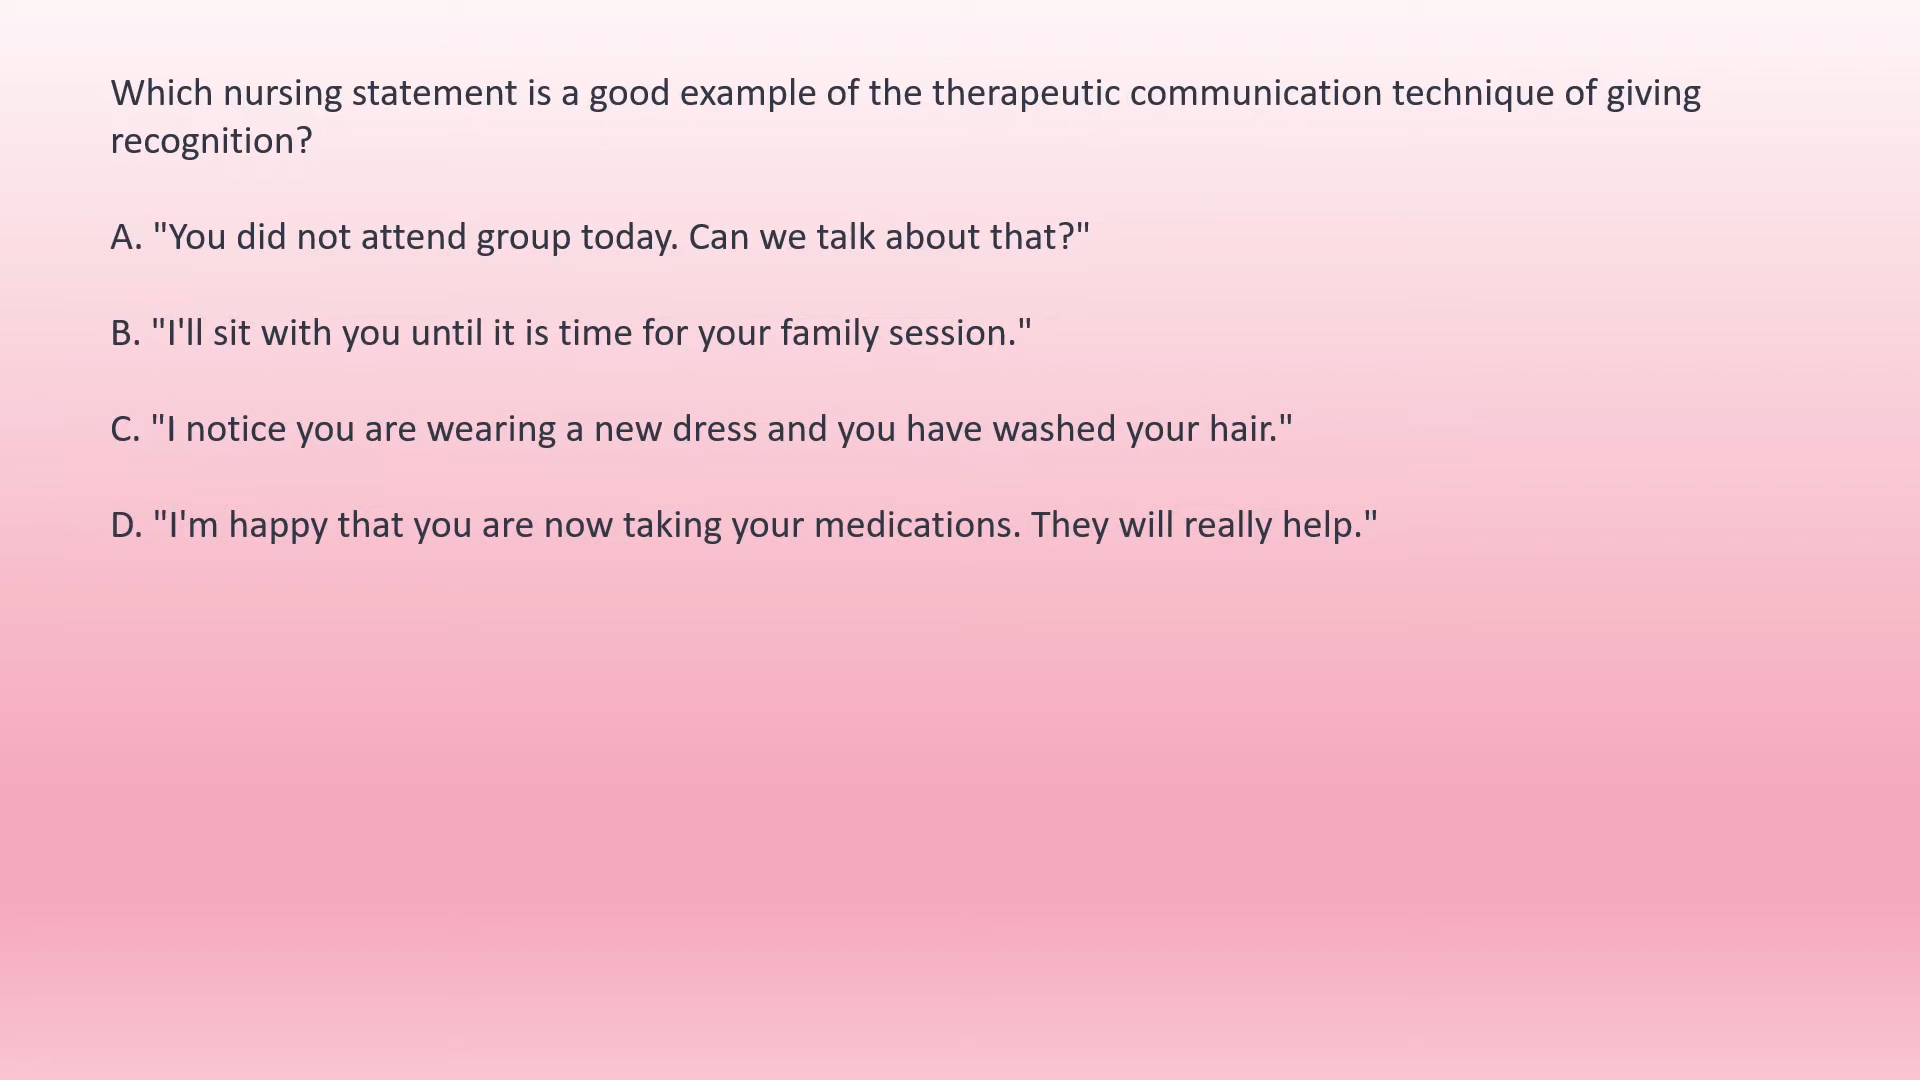 Which nursing statement is a good example of the therapeutic communication technique of giving
recognition?
A. "You did not attend group today. Can we talk about that?"
B. "I'll sit with you until it is time for your family session."
C. "I notice you are wearing a new dress and you have washed your hair."
D. "I'm happy that you are now taking your medications. They will really help."